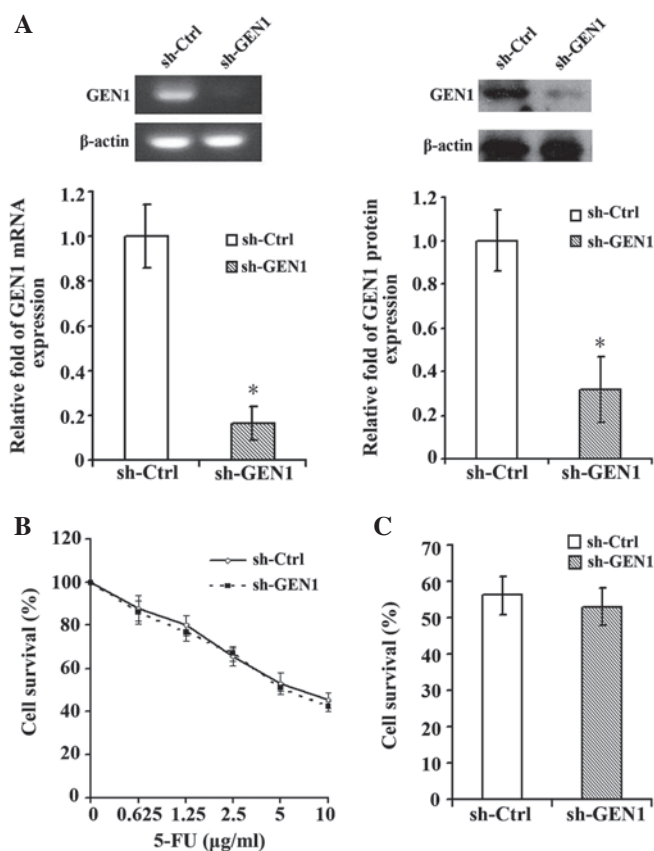 A
sh-Ctrl
sh-GEN1
GEN1
β-actin
Relative fold of GEN1 mRNA
expression
1.2
1.0
0.8
0.6
0.4
0.2
0
sh-Ctrl
sh-GEN1
*
sh-Ctrl
sh-GEN1
sh-Ctrl
sh-GEN1
GEN1
β-actin
Relative fold of GEN1 protein
expression
1.2
1.0
0.8
0.6
0.4
0.2
0
sh-Ctrl
sh-GEN1
*
sh-Ctrl
sh-GEN1
B
Cell survival (%)
120
100
80
60
40
20
0
sh-Ctrl
sh-GEN1
0 0.625 1.25 2.5 5 10
5-FU (µg/ml)
C
Cell survival (%)
70
60
50
40
30
20
10
0
sh-Ctrl
sh-GEN1
sh-Ctrl
sh-GEN1